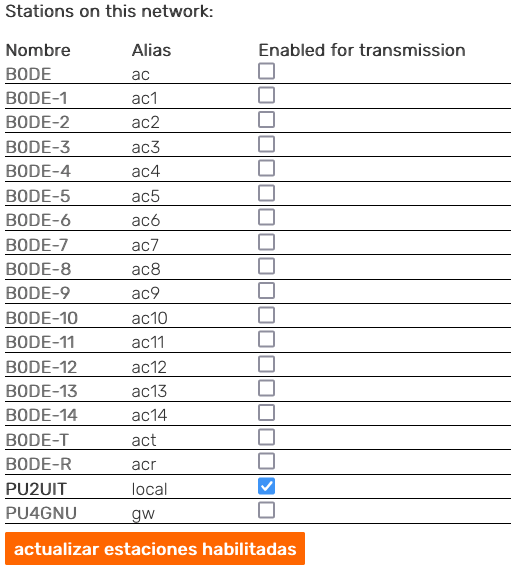 Stations on this network:
Nombre Alias Enabled for transmission
B0DE ac
B0DE-1 ac1
B0DE-2 ac2
B0DE-3 ac3
B0DE-4 ac4
B0DE-5 ac5
B0DE-6 ac6
B0DE-7 ac7
B0DE-8 ac8
B0DE-9 ac9
B0DE-10 ac10
B0DE-11 ac11
B0DE-12 ac12
B0DE-13 ac13
B0DE-14 ac14
B0DE-T act
B0DE-R acr
PU2UIT local
PU4GNU gw
actualizar estaciones habilitadas